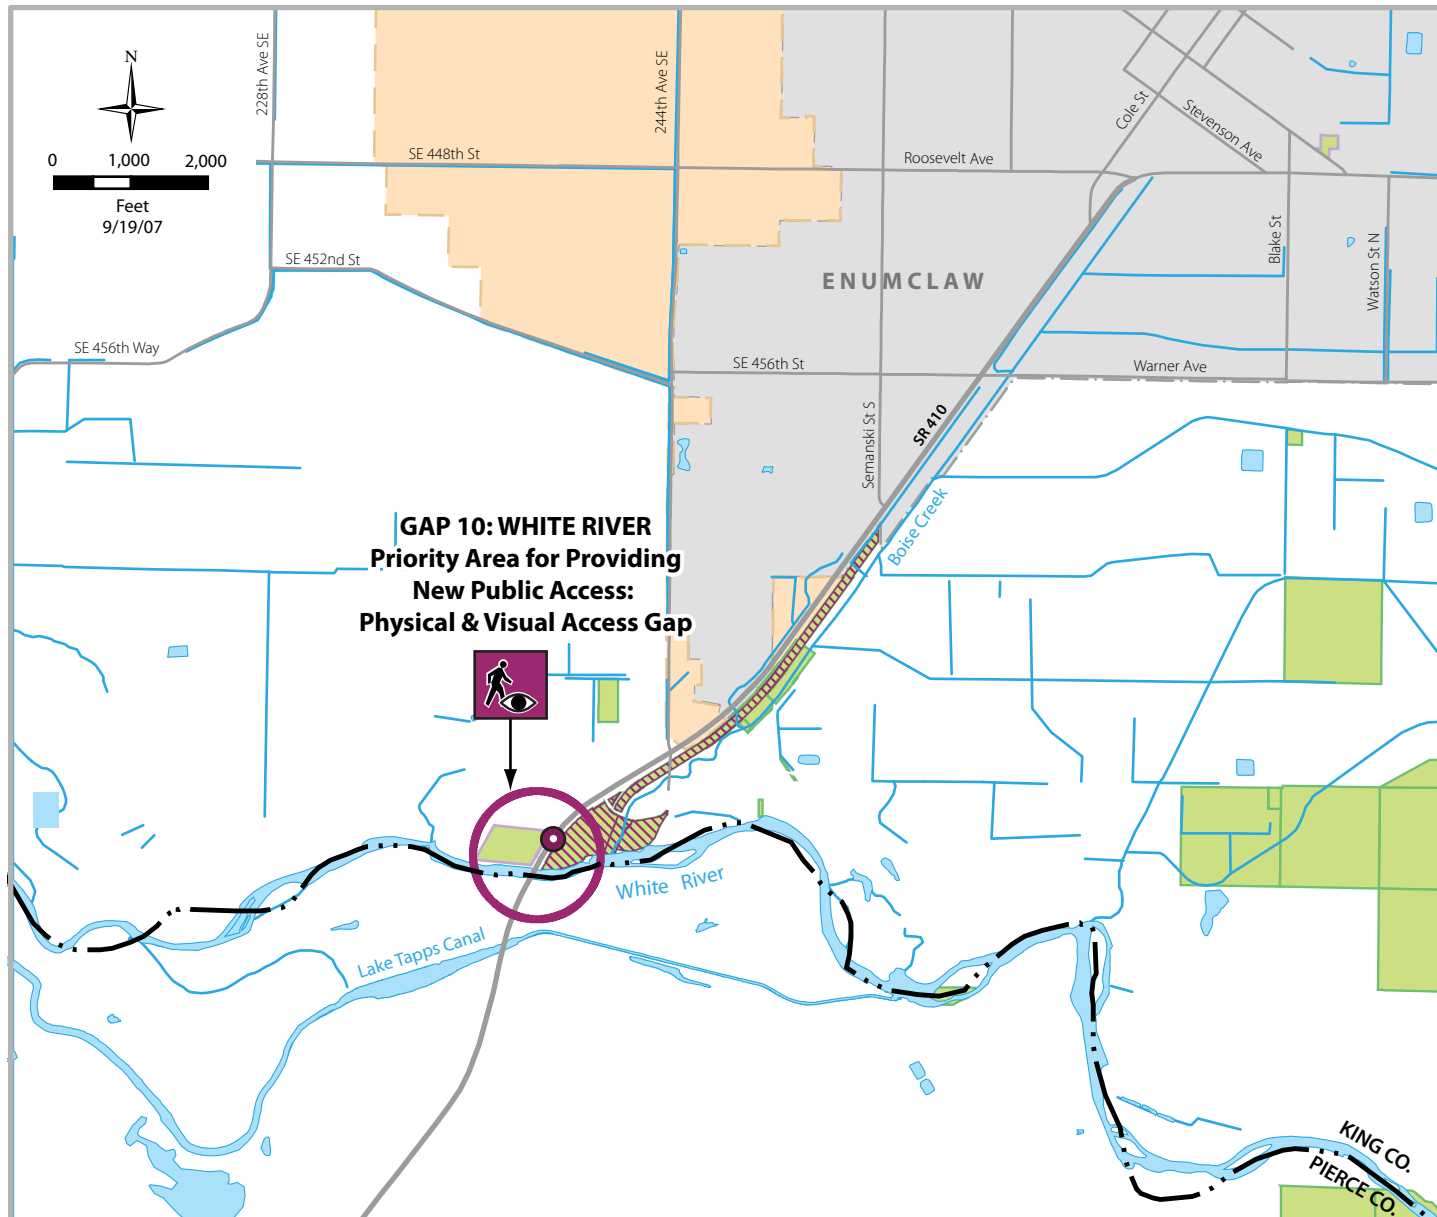 228th Ave SE
244th Ave SE
N
0 1,000 2,000
Feet
9/19/07
SE 448th St
Roosevelt Ave
Cole St
Stevenson Ave
Blake St
Watson St N
SE 452nd St
ENUMCLAW
SE 456th Way
SE 456th St
Warner Ave
Semanski St S
SR 410
Boise Creek
GAP 10: WHITE RIVER
Priority Area for Providing
New Public Access:
Physical & Visual Access Gap
White River
Lake Tapps Canal
KING CO.
PIERCE CO.